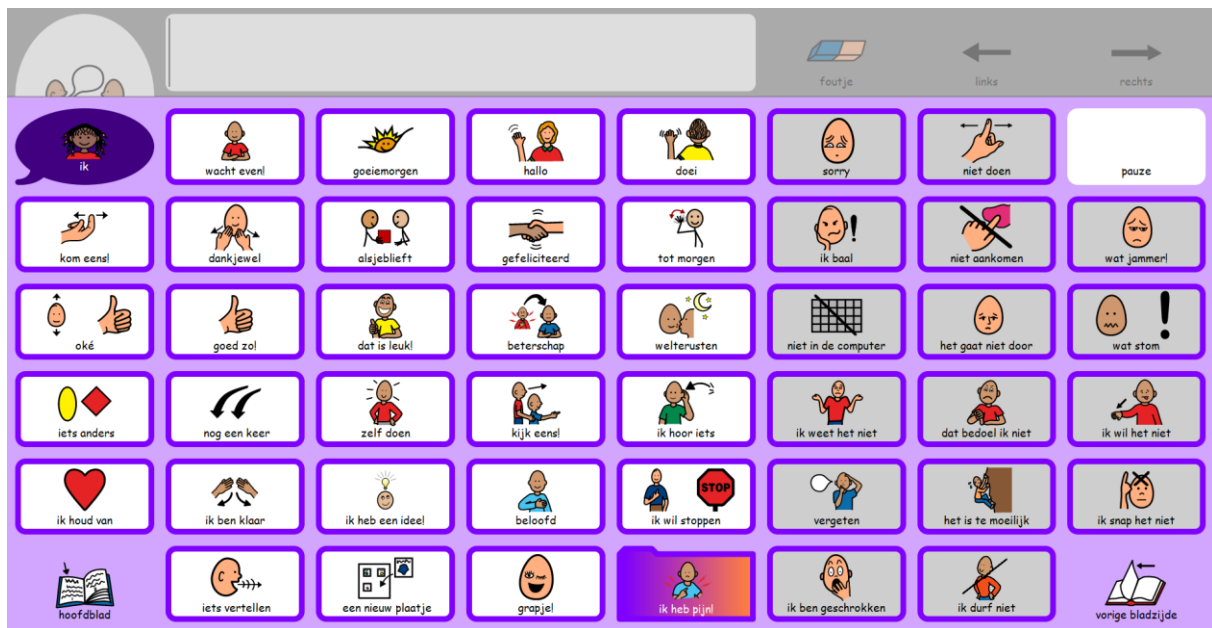 foutje
links
rechts
ik
wacht even!
goeiemorgen
hallo
doei
sorry
niet doen
pauze
kom eens!
dankjewel
alsjeblieft
gefeliciteerd
tot morgen
ik baal
niet aankomen
wat jammer!
oké
goed zo!
dat is leuk!
beterschap
welterusten
niet in de computer
het gaat niet door
wat stom
iets anders
nog een keer
zelf doen
kijk eens!
ik hoor iets
ik weet het niet
dat bedoel ik niet
ik wil het niet
ik houd van
ik ben klaar
ik heb een idee!
beloofd
STOP
ik wil stoppen
vergeten
het is te moeilijk
ik snap het niet
hoofdblad
iets vertellen
een nieuw plaatje
grapje!
ik heb pijn!
ik ben geschrokken
ik durf niet
vorige bladzijde